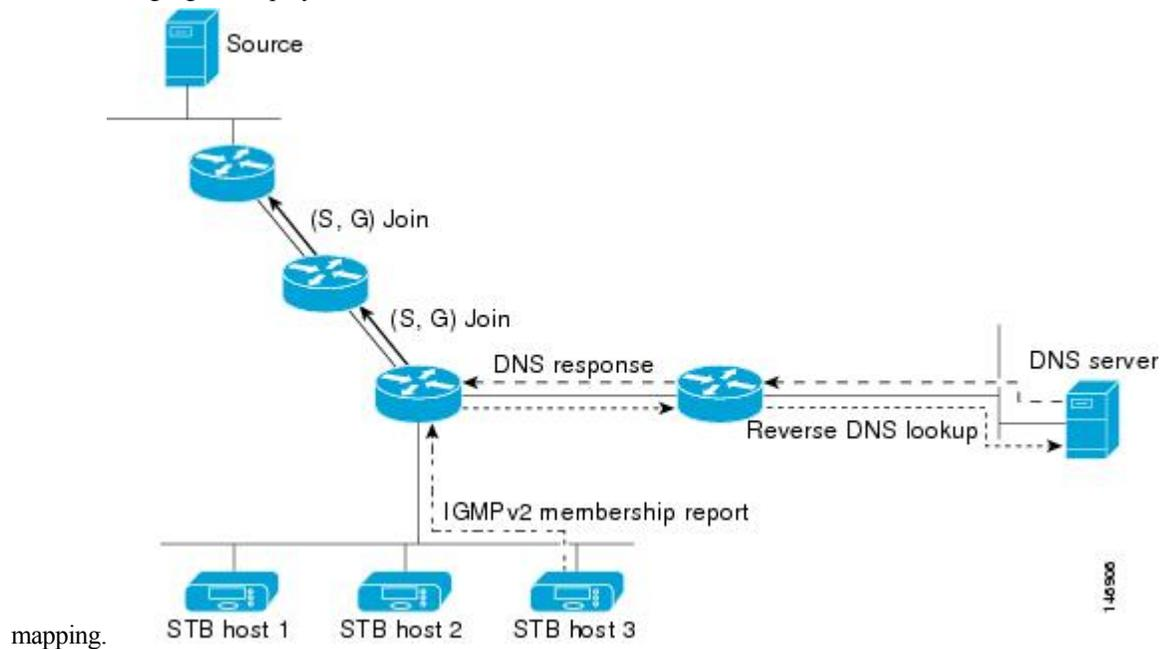 Source
(S, G) Join
(S, G) Join
DNS response
DNS server
Reverse DNS lookup
IGMPv2 membership report
STB host 1
STB host 2
STB host 3
146906
mapping.